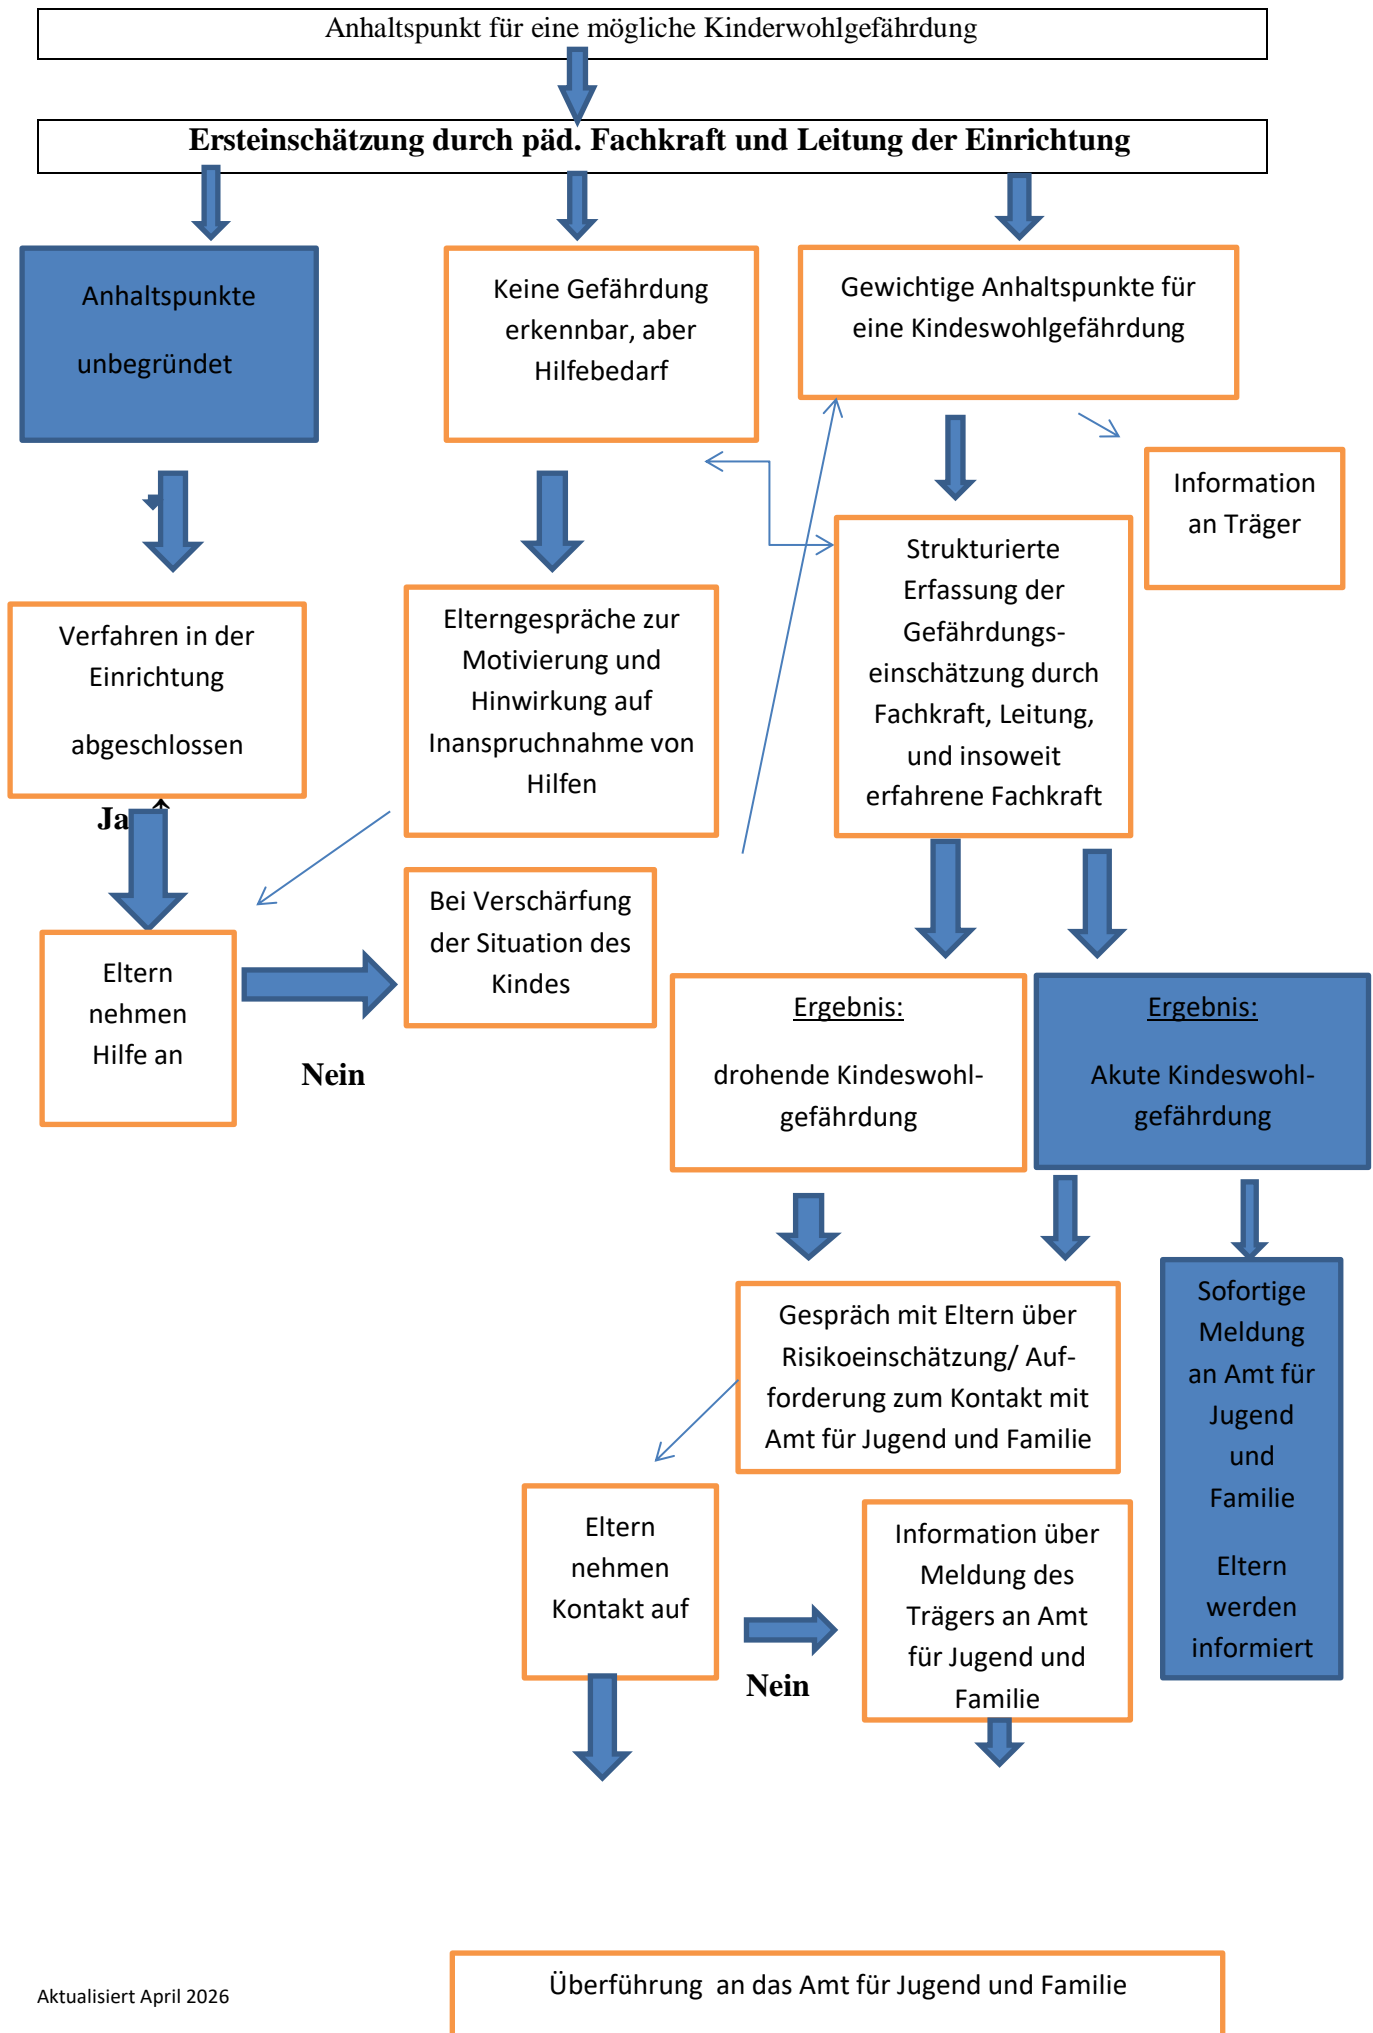 Anhaltspunkt für eine mögliche Kinderwohlgefährdung
Ersteinschätzung durch päd. Fachkraft und Leitung der Einrichtung
Anhaltspunkte
unbegründet
Keine Gefährdung
erkennbar, aber
Hilfebedarf
Gewichtige Anhaltspunkte für
eine Kindeswohlgefährdung
Information
an Träger
Verfahren in der
Einrichtung
abgeschlossen
Elterngespräche zur
Motivierung und
Hinwirkung auf
Inanspruchnahme von
Hilfen
Strukturierte
Erfassung der
Gefährdungs-
einschätzung durch
Fachkraft, Leitung,
und insoweit
erfahrene Fachkraft
Ja
Eltern
nehmen
Hilfe an
Nein
Bei Verschärfung
der Situation des
Kindes
Ergebnis:
drohende Kindeswohl-
gefährdung
Ergebnis:
Akute Kindeswohl-
gefährdung
Gespräch mit Eltern über
Risikoeinschätzung/ Auf-
forderung zum Kontakt mit
Amt für Jugend und Familie
Sofortige
Meldung
an Amt für
Jugend
und
Familie
Eltern
werden
informiert
Eltern
nehmen
Kontakt auf
Nein
Information über
Meldung des
Trägers an Amt
für Jugend und
Familie
Überführung  an das Amt für Jugend und Familie
Aktualisiert April 2026